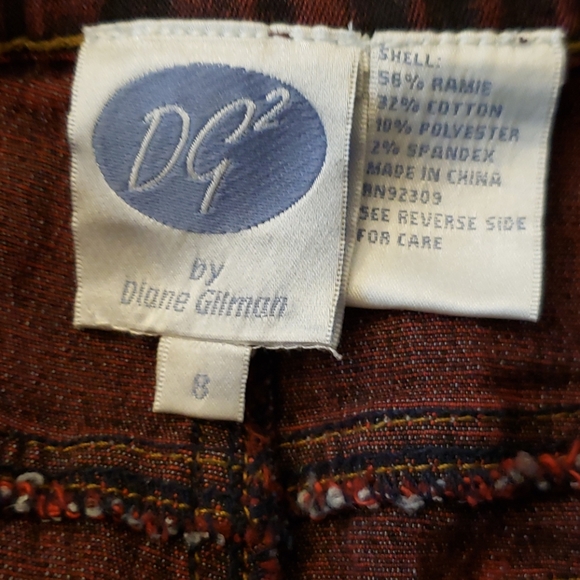 DG2
by
Diane Gilman
8
SHELL:
56% RAMIE
32% COTTON
10% POLYESTER
2% SPANDEX
MADE IN CHINA
RN92309
SEE REVERSE SIDE
FOR CARE